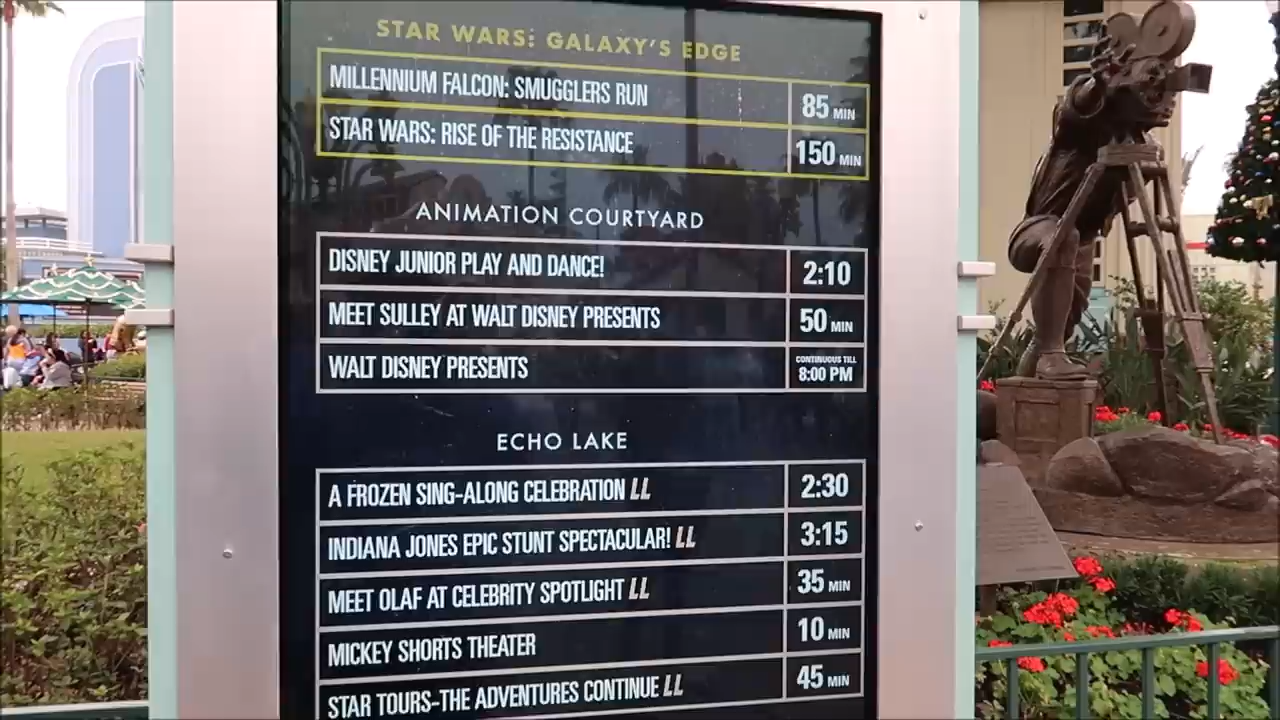 STAR WARS: GALAXY'S EDGE
MILLENNIUM FALCON: SMUGGLERS RUN 85 MIN
STAR WARS: RISE OF THE RESISTANCE 150 MIN
ANIMATION COURTYARD
DISNEY JUNIOR PLAY AND DANCE! 2:10
MEET SULLEY AT WALT DISNEY PRESENTS 50 MIN
WALT DISNEY PRESENTS CONTINUOUS TILL 8:00 PM
ECHO LAKE
A FROZEN SING-ALONG CELEBRATION LL 2:30
INDIANA JONES EPIC STUNT SPECTACULAR! LL 3:15
MEET OLAF AT CELEBRITY SPOTLIGHT LL 35 MIN
MICKEY SHORTS THEATER 10 MIN
STAR TOURS–THE ADVENTURES CONTINUE LL 45 MIN